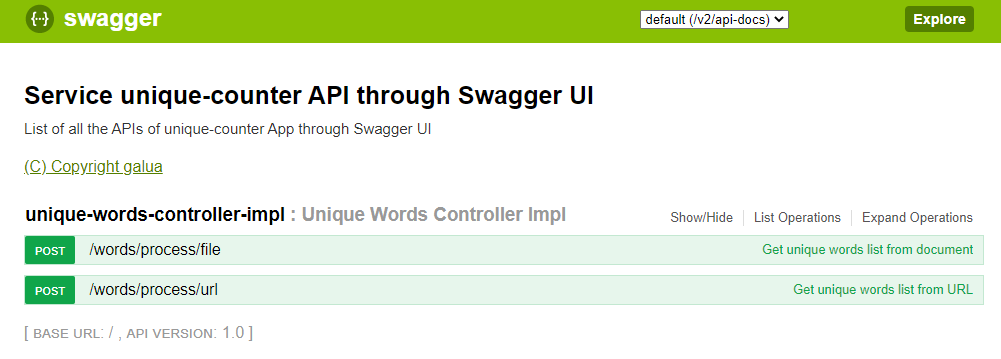 {···} swagger default (/v2/api-docs) Explore
Service unique-counter API through Swagger UI
List of all the APIs of unique-counter App through Swagger UI
(C) Copyright galua
unique-words-controller-impl : Unique Words Controller Impl Show/Hide List Operations Expand Operations
POST /words/process/file Get unique words list from document
POST /words/process/url Get unique words list from URL
[ BASE URL: / , API VERSION: 1.0 ]